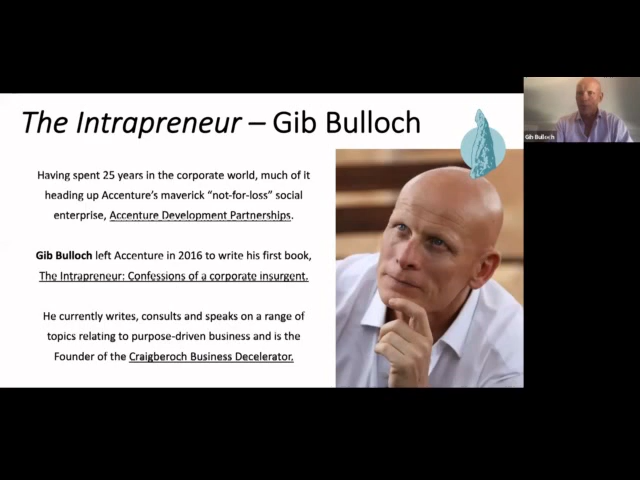 The Intrapreneur – Gib Bulloch
Having spent 25 years in the corporate world, much of it
heading up Accenture’s maverick “not-for-loss” social
enterprise, Accenture Development Partnerships.
Gib Bulloch left Accenture in 2016 to write his first book,
The Intrapreneur: Confessions of a corporate insurgent.
He currently writes, consults and speaks on a range of
topics relating to purpose-driven business and is the
Founder of the Craigberoch Business Decelerator.
Gib Bulloch